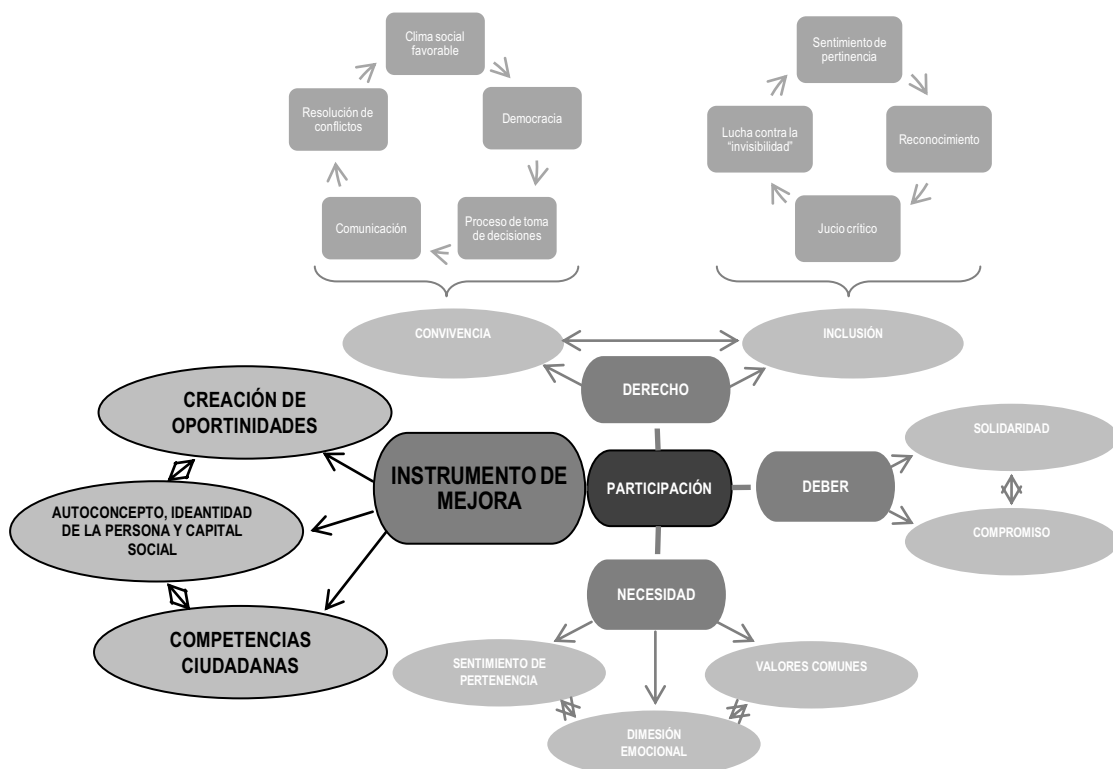 Clima social
favorable
Resolución de
conflictos
Democracia
Comunicación
Proceso de toma
de decisiones
Sentimiento de
pertinencia
Lucha contra la
"invisibilidad"
Reconocimiento
Jucio crítico
CONVIVENCIA
INCLUSIÓN
DERECHO
CREACIÓN DE
OPORTINIDADES
INSTRUMENTO DE
MEJORA
PARTICIPACIÓN
DEBER
SOLIDARIDAD
COMPROMISO
AUTOCONCEPTO, IDEANTIDAD
DE LA PERSONA Y CAPITAL
SOCIAL
COMPETENCIAS
CIUDADANAS
NECESIDAD
SENTIMIENTO DE
PERTENENCIA
VALORES COMUNES
DIMESIÓN
EMOCIONAL